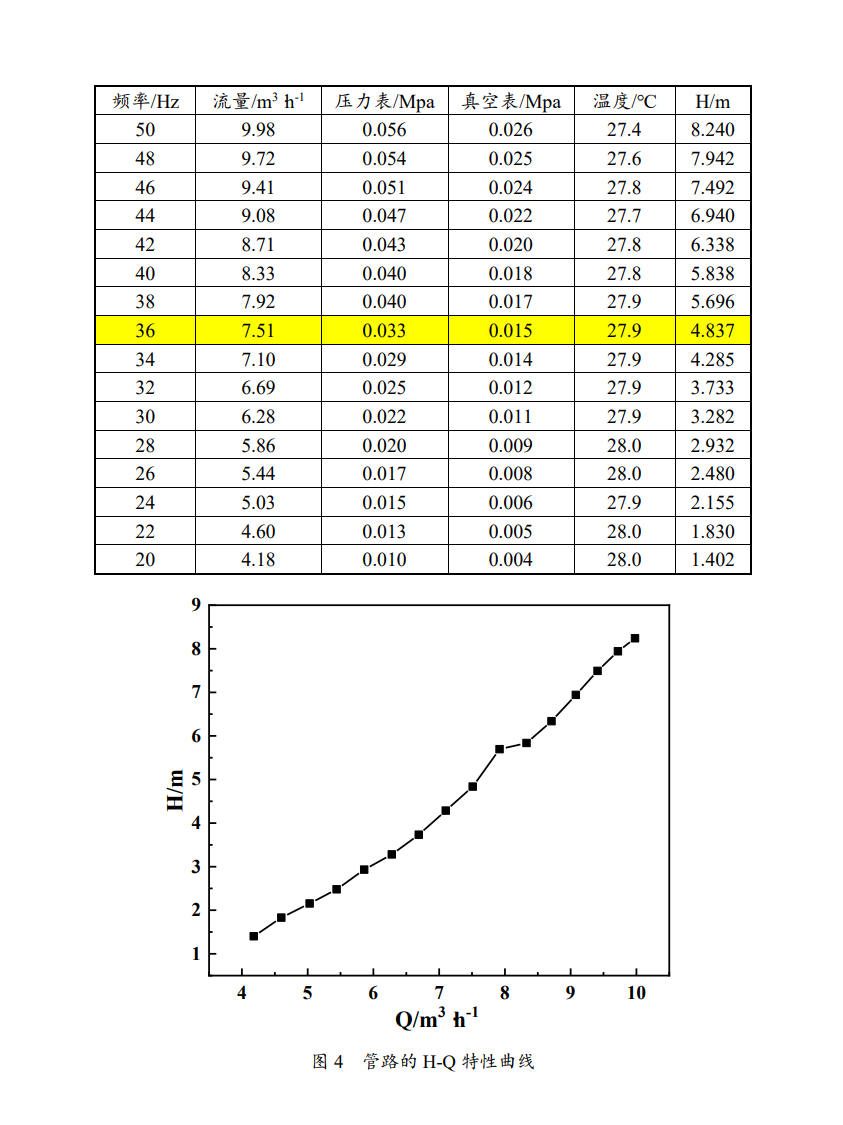 频率/Hz 流量/m³·h⁻¹ 压力表/Mpa 真空表/Mpa 温度/℃ H/m
50 9.98 0.056 0.026 27.4 8.240
48 9.72 0.054 0.025 27.6 7.942
46 9.41 0.051 0.024 27.8 7.492
44 9.08 0.047 0.022 27.7 6.940
42 8.71 0.043 0.020 27.8 6.338
40 8.33 0.040 0.018 27.8 5.838
38 7.92 0.040 0.017 27.9 5.696
36 7.51 0.033 0.015 27.9 4.837
34 7.10 0.029 0.014 27.9 4.285
32 6.69 0.025 0.012 27.9 3.733
30 6.28 0.022 0.011 27.9 3.282
28 5.86 0.020 0.009 28.0 2.932
26 5.44 0.017 0.008 28.0 2.480
24 5.03 0.015 0.006 27.9 2.155
22 4.60 0.013 0.005 28.0 1.830
20 4.18 0.010 0.004 28.0 1.402
9
8
7
6
5
4
3
2
1
H/m
4 5 6 7 8 9 10
Q/m³·h⁻¹
图 4 管路的 H-Q 特性曲线